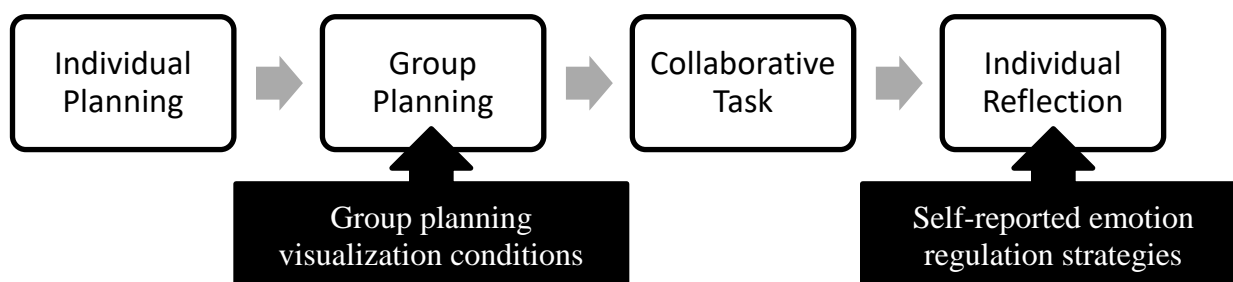 Individual
Planning
Group
Planning
Collaborative
Task
Individual
Reflection
Group planning
visualization conditions
Self-reported emotion
regulation strategies